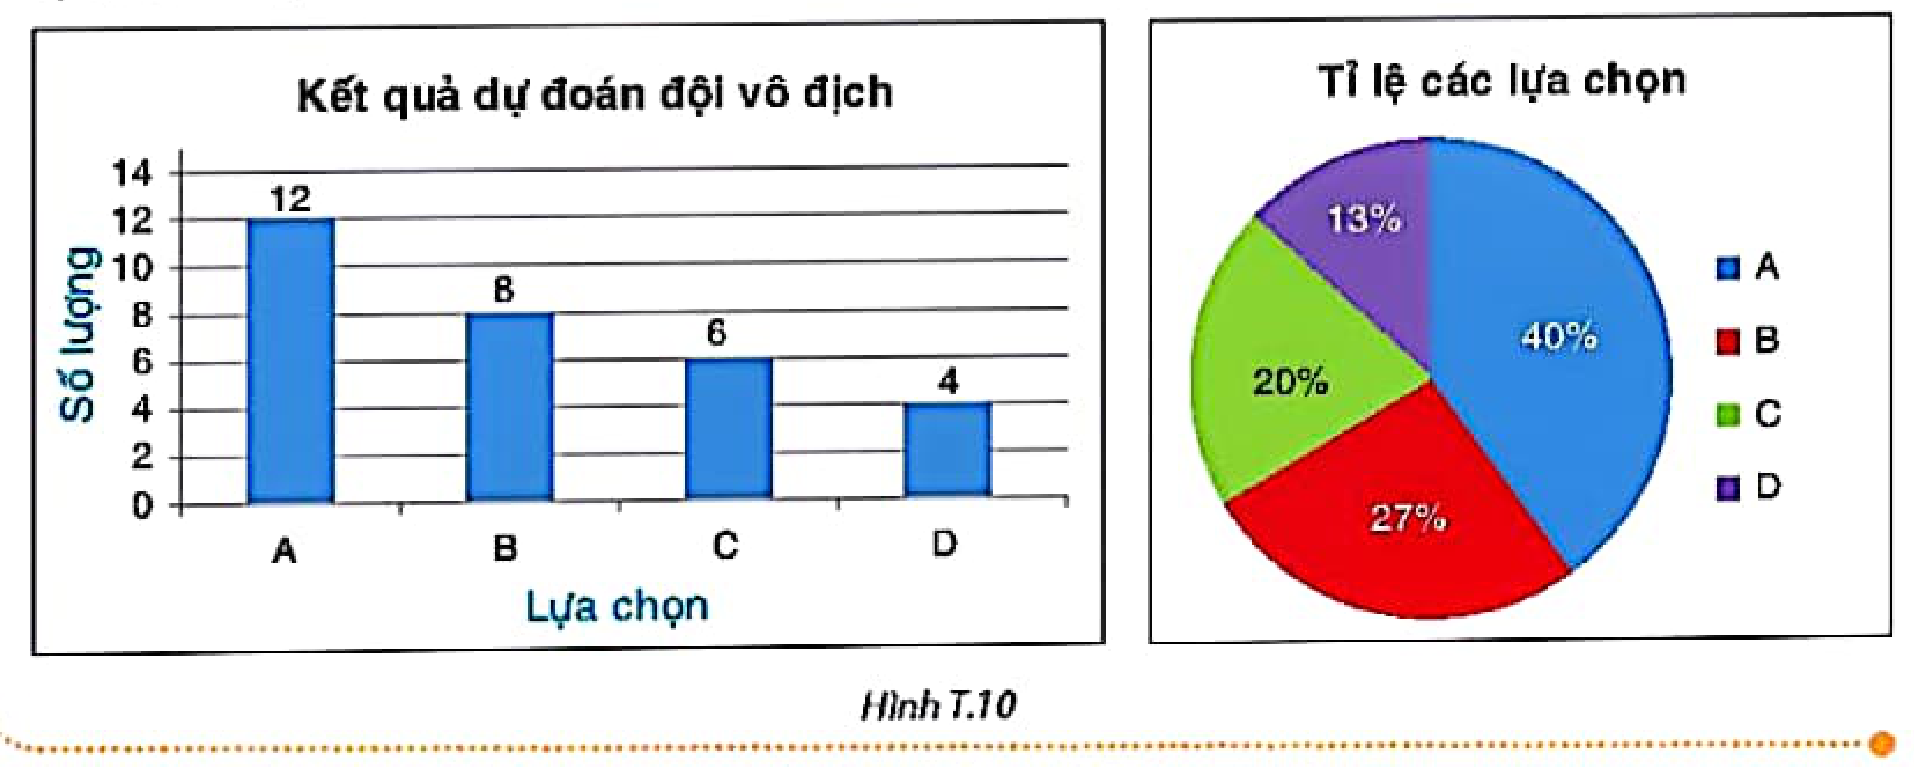 Kết quả dự đoán đội vô địch
Số lượng
14
12
10
8
6
4
2
0
12
8
6
4
A
B
C
D
Lựa chọn
Tỉ lệ các lựa chọn
13%
40%
20%
27%
A
B
C
D
Hình T.10